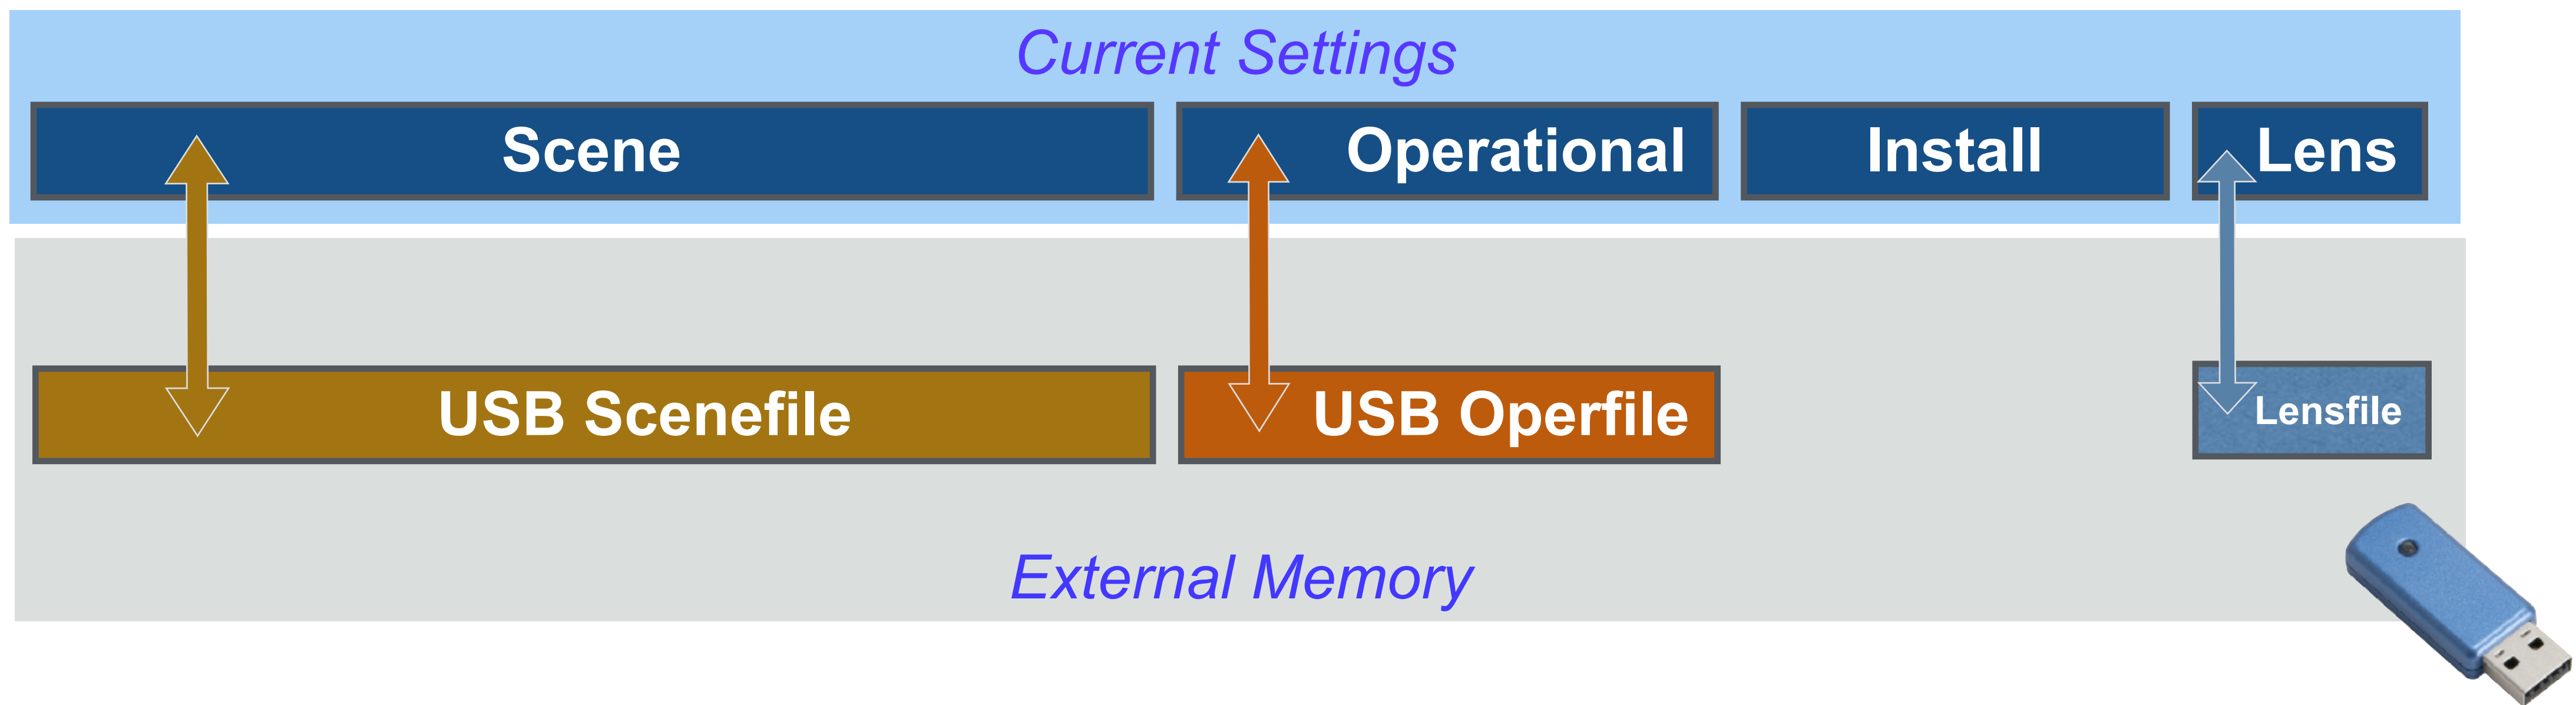 Current Settings
Scene
Operational
Install
Lens
USB Scenefile
USB Operfile
Lensfile
External Memory